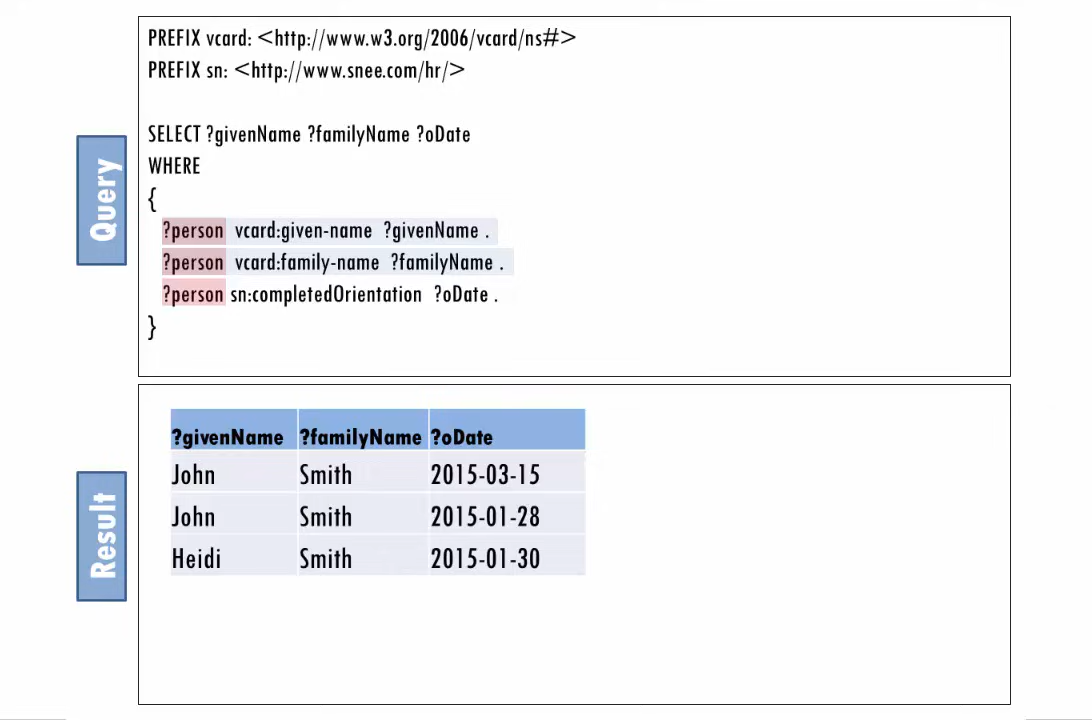 PREFIX vcard: <http://www.w3.org/2006/vcard/ns#>
PREFIX sn: <http://www.snee.com/hr/>
SELECT ?givenName ?familyName ?oDate
WHERE
{
?person vcard:given-name ?givenName .
?person vcard:family-name ?familyName .
?person sn:completedOrientation ?oDate .
}
Query
?givenName ?familyName ?oDate
John Smith 2015-03-15
John Smith 2015-01-28
Heidi Smith 2015-01-30
Result